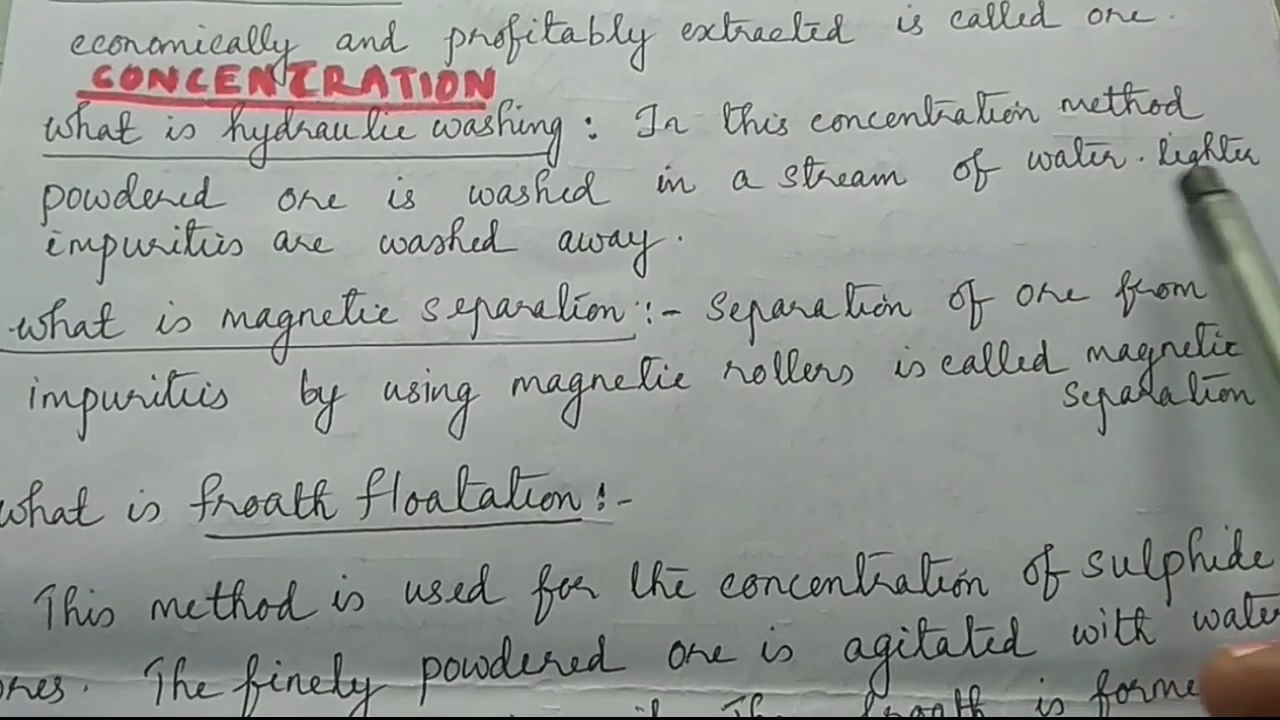 economically and profitably extracted is called ore.
CONCENTRATION
what is hydraulic washing : In this concentration method
powdered ore is washed in a stream of water. lighter
impurities are washed away.
what is magnetic separation :- separation of ore from
impurities by using magnetic rollers is called magnetic
separation
what is froath floatation :-
This method is used for the concentration of sulphide
ores. The finely powdered ore is agitated with water
froath is forme